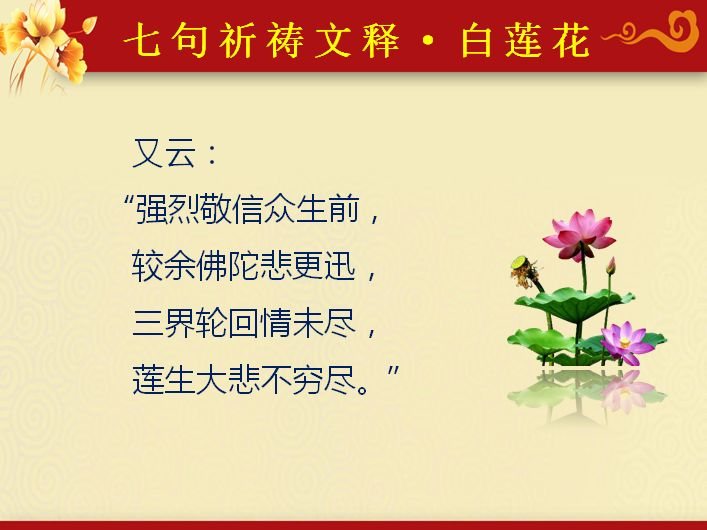 七句祈祷文释·白莲花
又云：
“强烈敬信众生前，
较余佛陀悲更迅，
三界轮回情未尽，
莲生大悲不穷尽。”